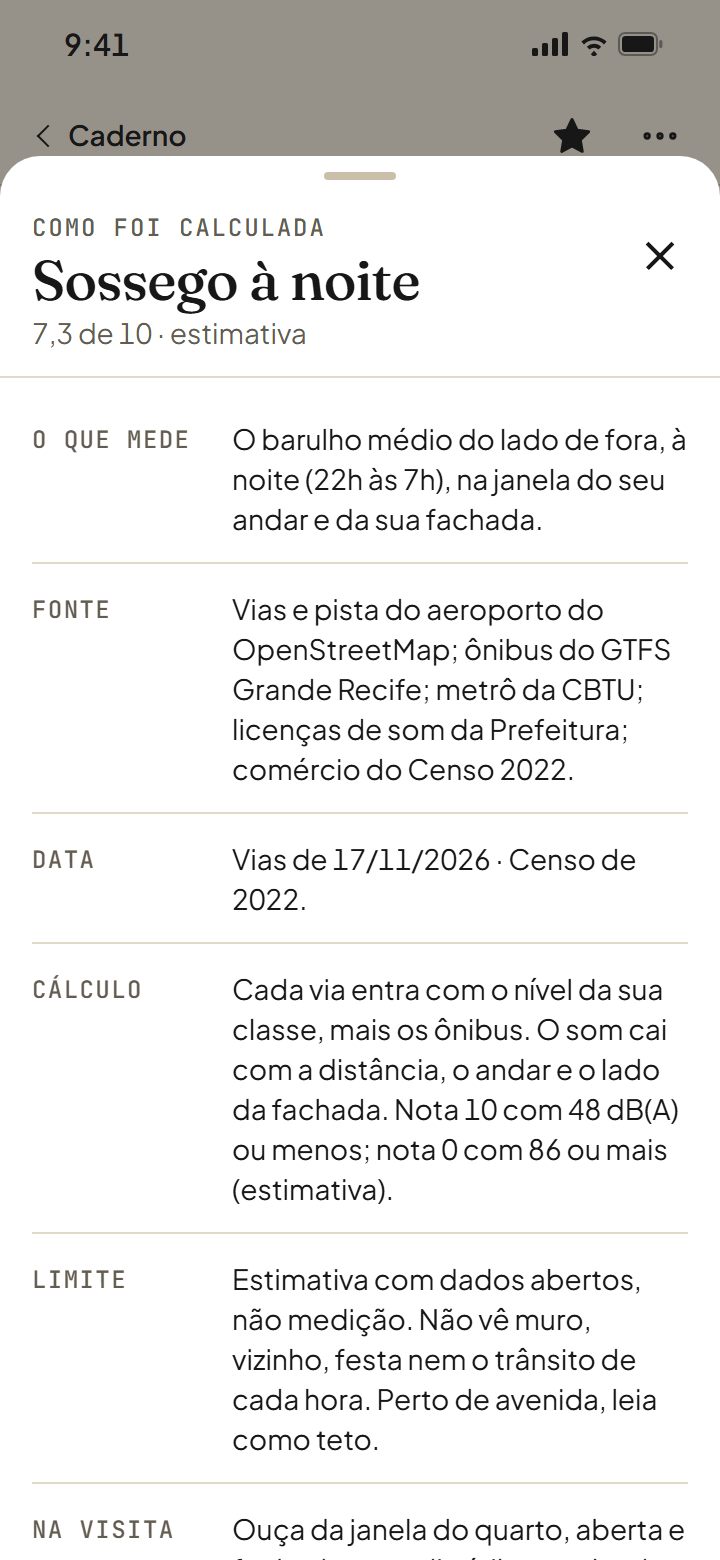 9:41
Caderno
COMO FOI CALCULADA
Sossego à noite
7,3 de 10 · estimativa
O QUE MEDE
O barulho médio do lado de fora, à
noite (22h às 7h), na janela do seu
andar e da sua fachada.
FONTE
Vias e pista do aeroporto do
OpenStreetMap; ônibus do GTFS
Grande Recife; metrô da CBTU;
licenças de som da Prefeitura;
comércio do Censo 2022.
DATA
Vias de 17/11/2026 · Censo de
2022.
CÁLCULO
Cada via entra com o nível da sua
classe, mais os ônibus. O som cai
com a distância, o andar e o lado
da fachada. Nota 10 com 48 dB(A)
ou menos; nota 0 com 86 ou mais
(estimativa).
LIMITE
Estimativa com dados abertos,
não medição. Não vê muro,
vizinho, festa nem o trânsito de
cada hora. Perto de avenida, leia
como teto.
NA VISITA
Ouça da janela do quarto, aberta e